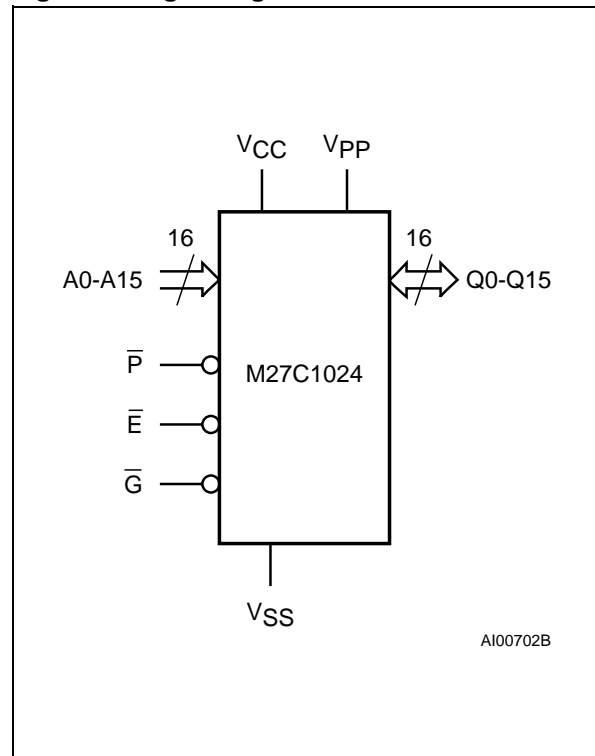 VCC VPP
16 16
A0-A15 Q0-Q15
P̅
M27C1024
E̅
G̅
VSS
AI00702B